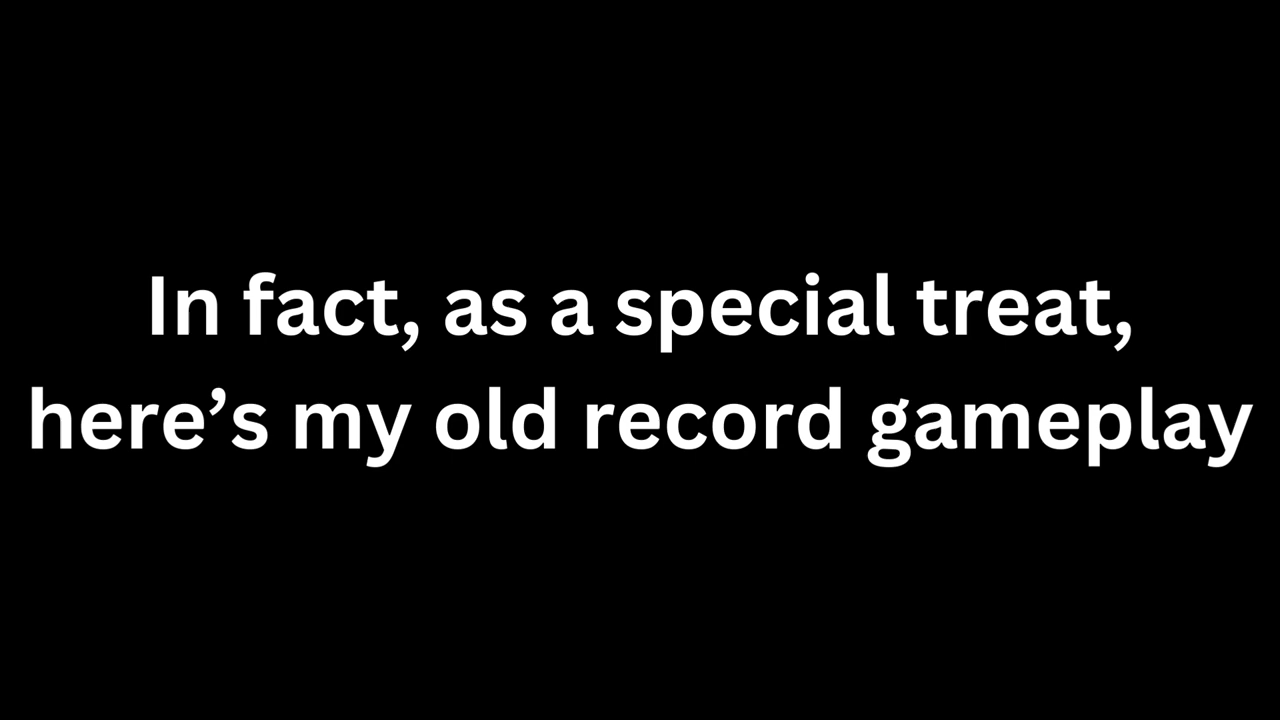 In fact, as a special treat,
here’s my old record gameplay